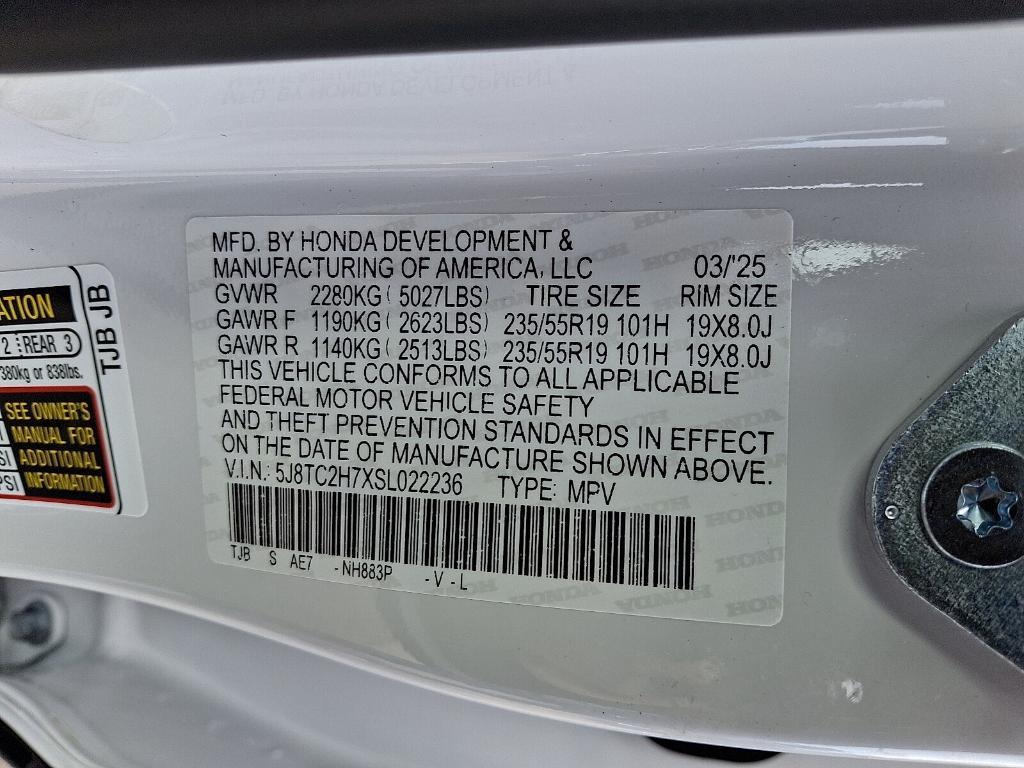 MFD. BY HONDA DEVELOPMENT &
MANUFACTURING OF AMERICA, LLC 03/'25
GVWR 2280KG ( 5027LBS) TIRE SIZE RIM SIZE
GAWR F 1190KG ( 2623LBS) 235/55R19 101H 19X8.0J
GAWR R 1140KG ( 2513LBS) 235/55R19 101H 19X8.0J
THIS VEHICLE CONFORMS TO ALL APPLICABLE
FEDERAL MOTOR VEHICLE SAFETY
AND THEFT PREVENTION STANDARDS IN EFFECT
ON THE DATE OF MANUFACTURE SHOWN ABOVE.
V.I.N.: 5J8TC2H7XSL022236 TYPE: MPV
TJB S AE7 -NH883P -V-L
ATION
2 REAR 3
380kg or 838lbs.
SEE OWNER'S
MANUAL FOR
ADDITIONAL
INFORMATION
PSI
TJB JB
HONDA